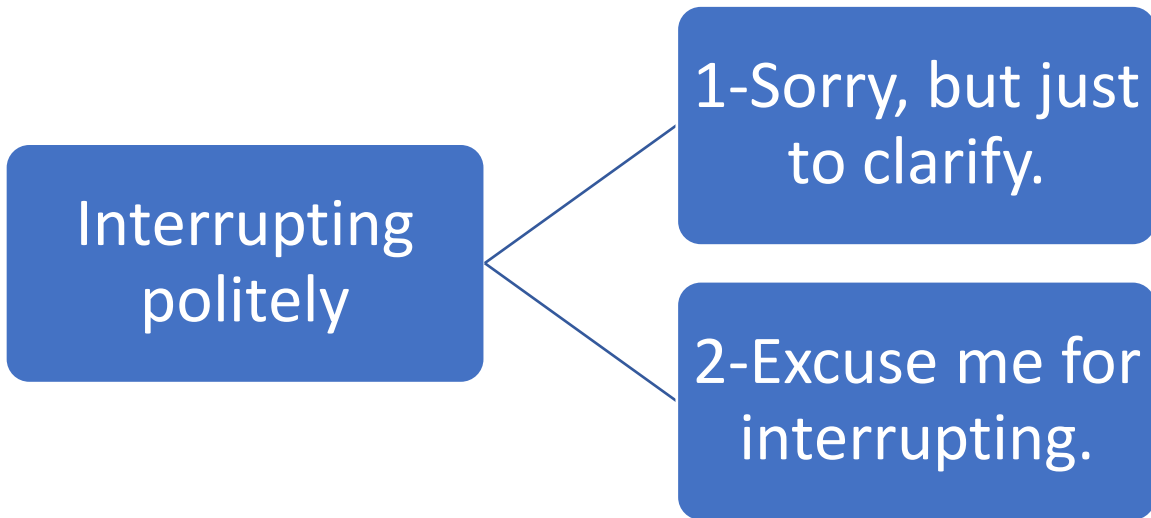 Interrupting
politely
1-Sorry, but just
to clarify.
2-Excuse me for
interrupting.